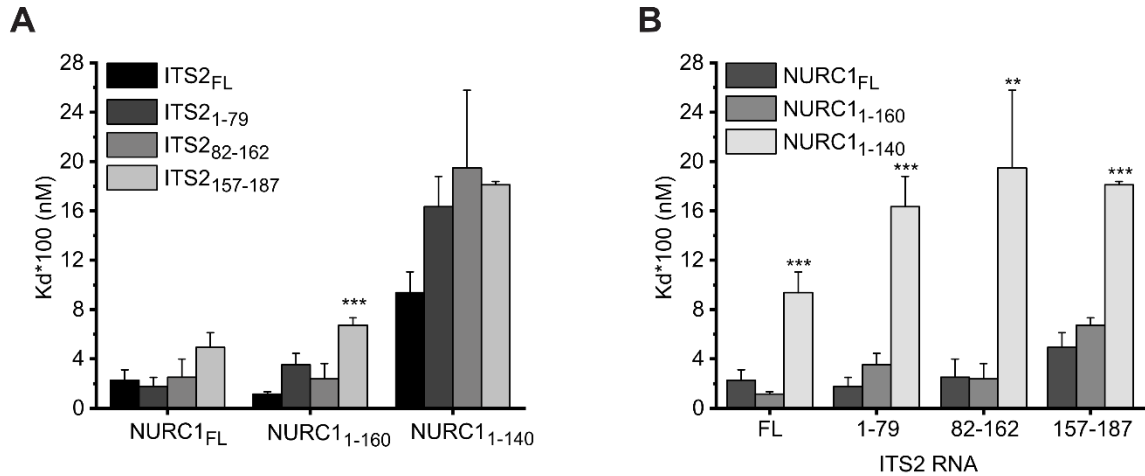 A
28
24
20
16
12
8
4
0
Kd*100 (nM)
ITS2FL
ITS21-79
ITS282-162
ITS2157-187
***
NURC1FL
NURC11-160
NURC11-140
B
28
24
20
16
12
8
4
0
Kd*100 (nM)
NURC1FL
NURC11-160
NURC11-140
***
***
**
***
FL
1-79
82-162
157-187
ITS2 RNA